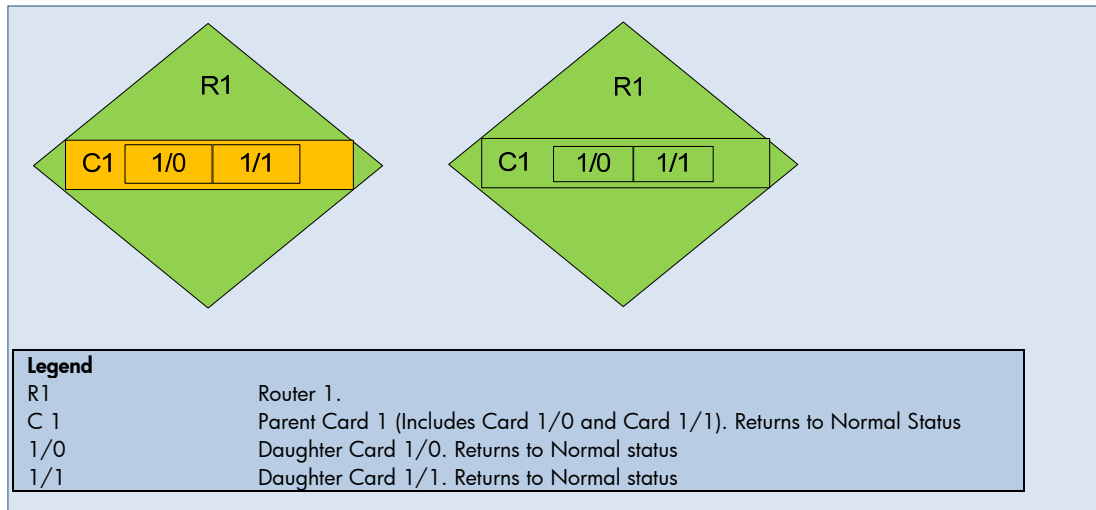 R1
C1 1/0 1/1
R1
C1 1/0 1/1
Legend
R1 Router 1.
C 1 Parent Card 1 (Includes Card 1/0 and Card 1/1). Returns to Normal Status
1/0 Daughter Card 1/0. Returns to Normal status
1/1 Daughter Card 1/1. Returns to Normal status